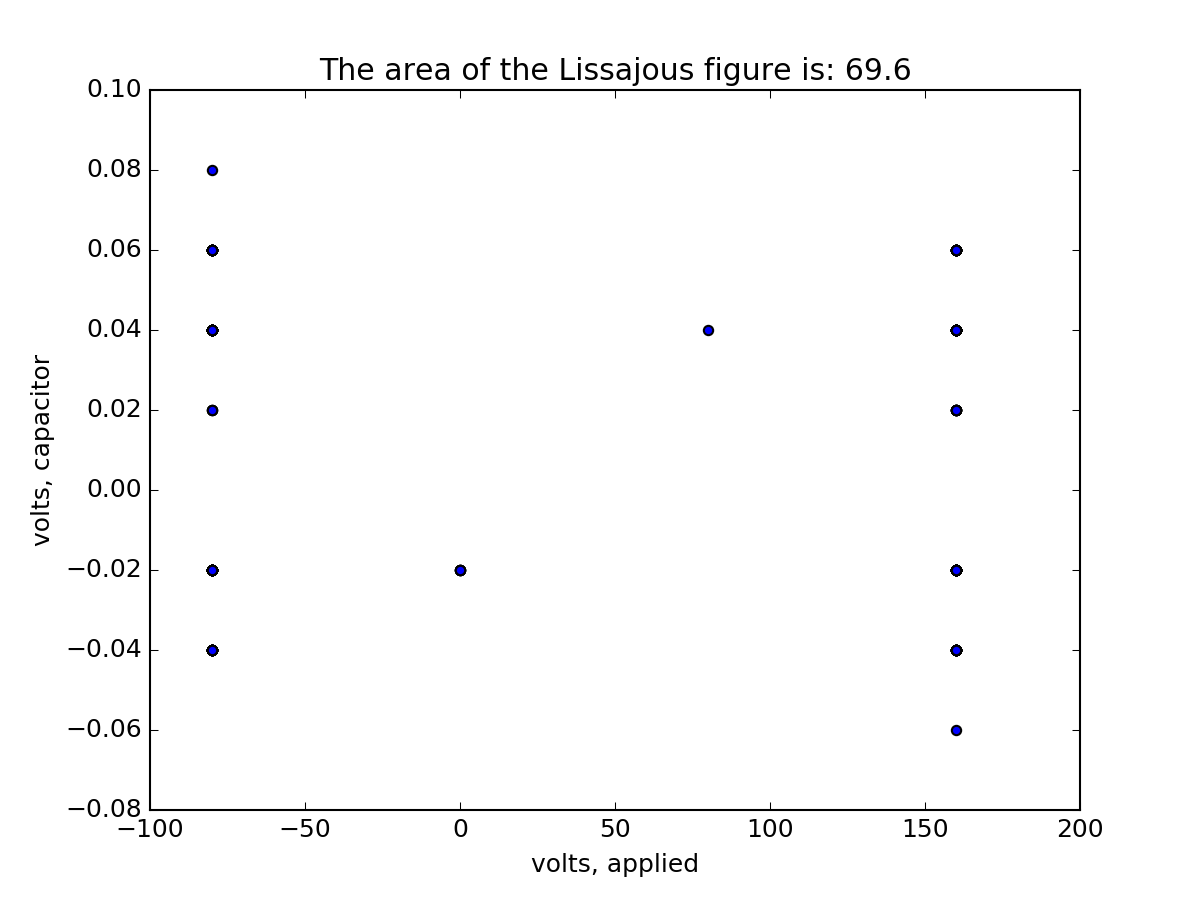 The area of the Lissajous figure is: 69.6
0.10
0.08
0.06
0.04
0.02
0.00
−0.02
−0.04
−0.06
−0.08
volts, capacitor
−100 −50 0 50 100 150 200
volts, applied